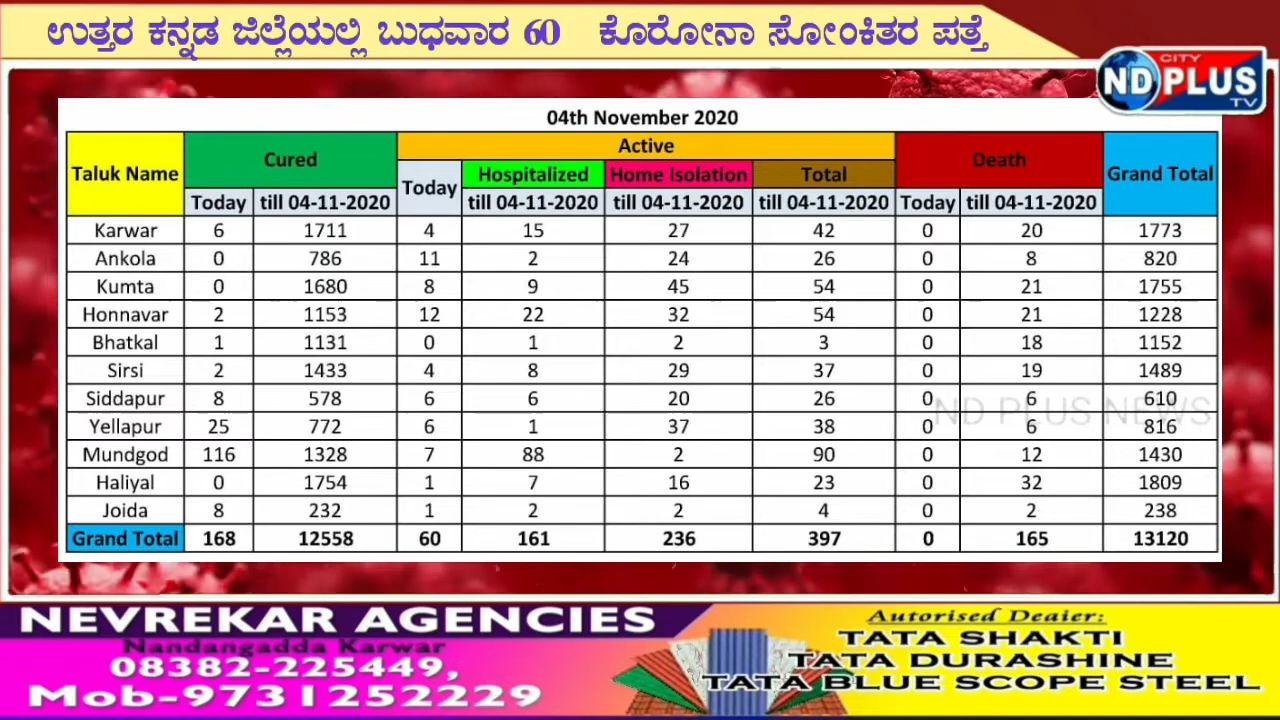 ಉತ್ತರ ಕನ್ನಡ ಜಿಲ್ಲೆಯಲ್ಲಿ ಬುಧವಾರ 60 ಕೊರೋನಾ ಸೋಂಕಿತರ ಪತ್ತೆ
CITY
ND PLUS
TV
04th November 2020
Taluk Name Cured Active Death Grand Total
Today Hospitalized Home Isolation Total
Today till 04-11-2020 till 04-11-2020 till 04-11-2020 till 04-11-2020 Today till 04-11-2020
Karwar 6 1711 4 15 27 42 0 20 1773
Ankola 0 786 11 2 24 26 0 8 820
Kumta 0 1680 8 9 45 54 0 21 1755
Honnavar 2 1153 12 22 32 54 0 21 1228
Bhatkal 1 1131 0 1 2 3 0 18 1152
Sirsi 2 1433 4 8 29 37 0 19 1489
Siddapur 8 578 6 6 20 26 0 6 610
ND PLUS NEWS
Yellapur 25 772 6 1 37 38 0 6 816
Mundgod 116 1328 7 88 2 90 0 12 1430
Haliyal 0 1754 1 7 16 23 0 32 1809
Joida 8 232 1 2 2 4 0 2 238
Grand Total 168 12558 60 161 236 397 0 165 13120
NEVREKAR AGENCIES
Nandangadda Karwar
08382-225449,
Mob-9731252229
Autorised Dealer:
TATA SHAKTI
TATA DURASHINE
TATA BLUE SCOPE STEEL